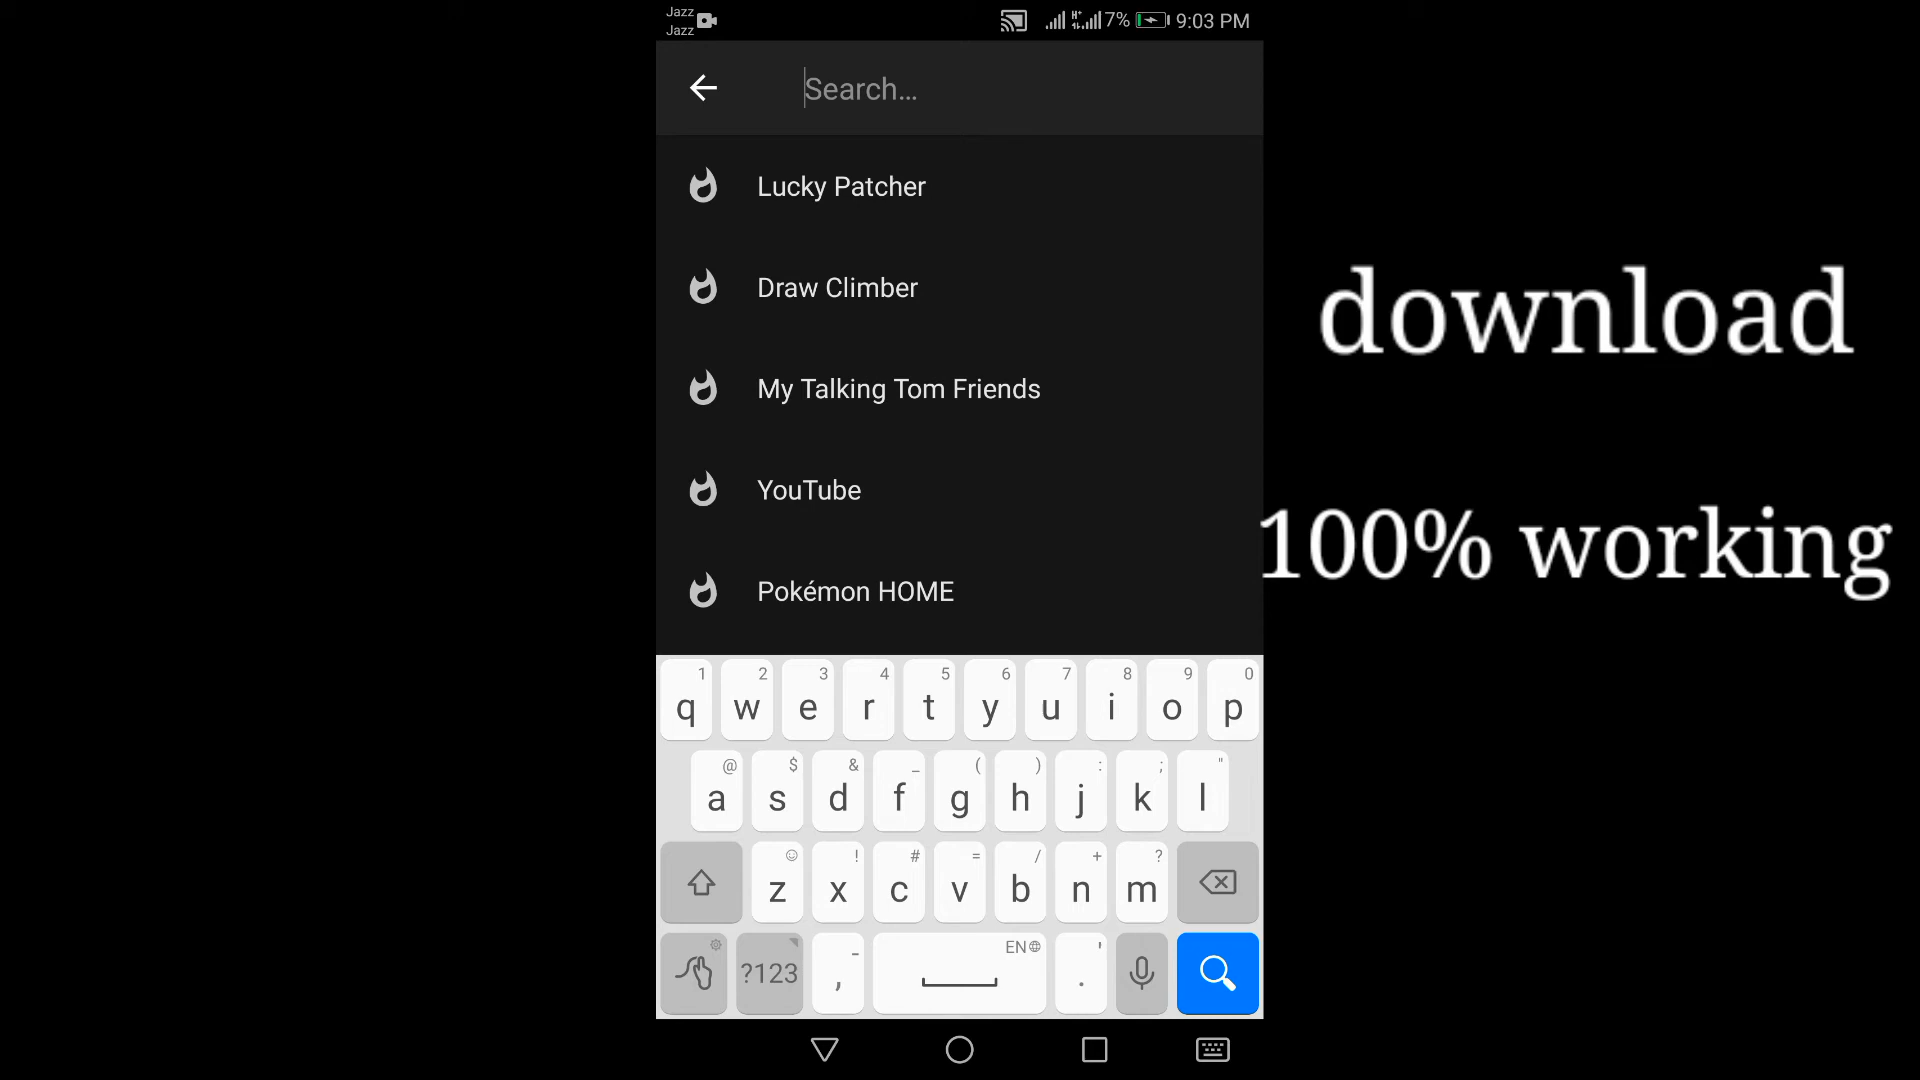 Jazz
Jazz
7% 9:03 PM
Search...
Lucky Patcher
Draw Climber
My Talking Tom Friends
YouTube
Pokémon HOME
download
100% working
1 2 3 4 5 6 7 8 9 0
q w e r t y u i o p
@ $ & _ ( ) : ; "
a s d f g h j k l
! # = / + ?
z x c v b n m
- EN '
?123 , .